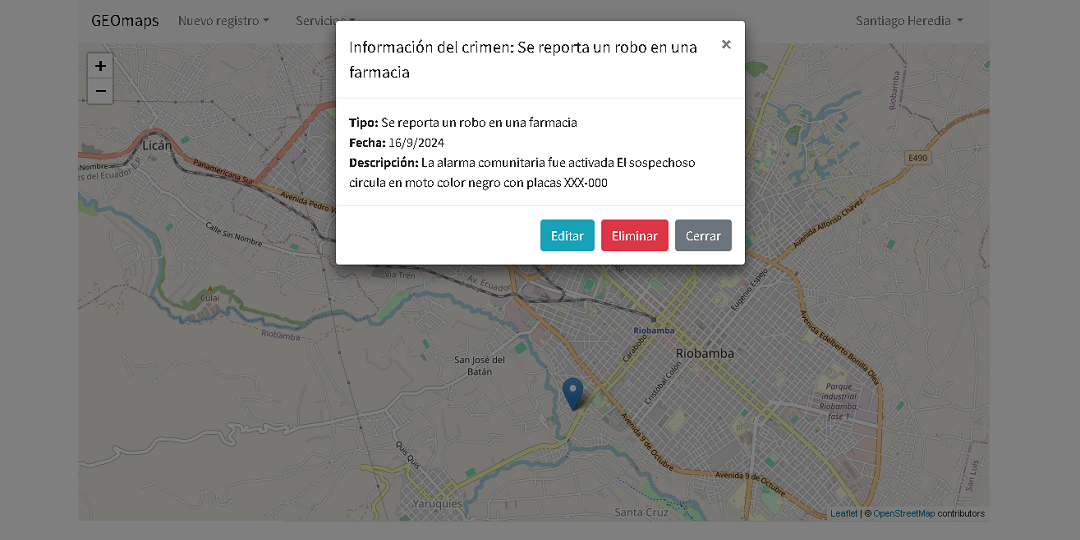 GEOmaps
Nuevo registro
Servicios
Santiago Heredia
Información del crimen: Se reporta un robo en una
farmacia
×
Tipo: Se reporta un robo en una farmacia
Fecha: 16/9/2024
Descripción: La alarma comunitaria fue activada El sospechoso
circula en moto color negro con placas XXX-000
Editar
Eliminar
Cerrar
+
−
Licán
Nombre
es del Ecuador E.P.
Panamericana Sur
Avenida Pedro V
Calle Sin Nombre
Culai
Riobamba
Vía Tren
Av. Ecuador
San José del
Batán
Quis Quis
Yaruquies
Santa Cruz
Riobamba
Riobamba
Carabobo
Cristóbal Colón
Eugenio Espejo
Avenida Alfonso Chavez
E490
Riobamba
Avenida Edelberto Bonilla Oleas
Parque
industrial
Riobamba
fase 1
Avenida 9 de Octubre
Avenida 9 de Octubre
San Luis
Leaflet | © OpenStreetMap contributors